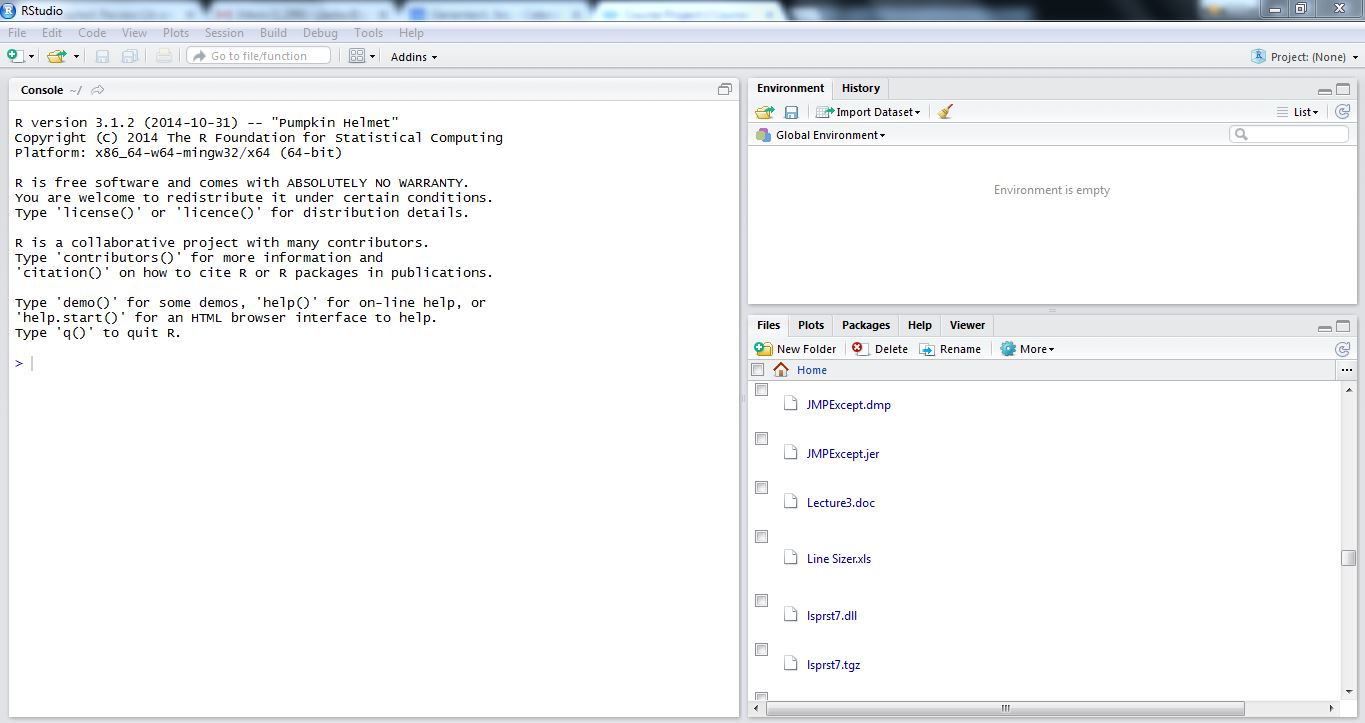 RStudio
File Edit Code View Plots Session Build Debug Tools Help
Go to file/function Addins Project: (None)
Console ~/
R version 3.1.2 (2014-10-31) -- "Pumpkin Helmet"
Copyright (C) 2014 The R Foundation for Statistical Computing
Platform: x86_64-w64-mingw32/x64 (64-bit)
R is free software and comes with ABSOLUTELY NO WARRANTY.
You are welcome to redistribute it under certain conditions.
Type 'license()' or 'licence()' for distribution details.
R is a collaborative project with many contributors.
Type 'contributors()' for more information and
'citation()' on how to cite R or R packages in publications.
Type 'demo()' for some demos, 'help()' for on-line help, or
'help.start()' for an HTML browser interface to help.
Type 'q()' to quit R.
>
Environment History
Import Dataset List
Global Environment
Environment is empty
Files Plots Packages Help Viewer
New Folder Delete Rename More
Home ...
JMPExcept.dmp
JMPExcept.jer
Lecture3.doc
Line Sizer.xls
lsprst7.dll
lsprst7.tgz